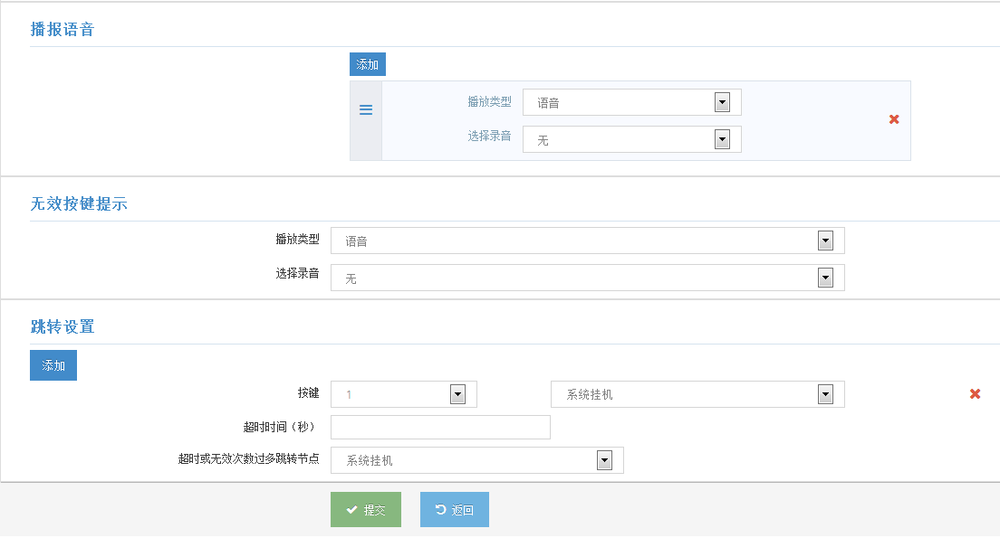 播报语音
添加
播放类型 语音
选择录音 无
无效按键提示
播放类型 语音
选择录音 无
跳转设置
添加
按键 1 系统挂机
超时时间（秒）
超时或无效次数过多跳转节点 系统挂机
提交 返回